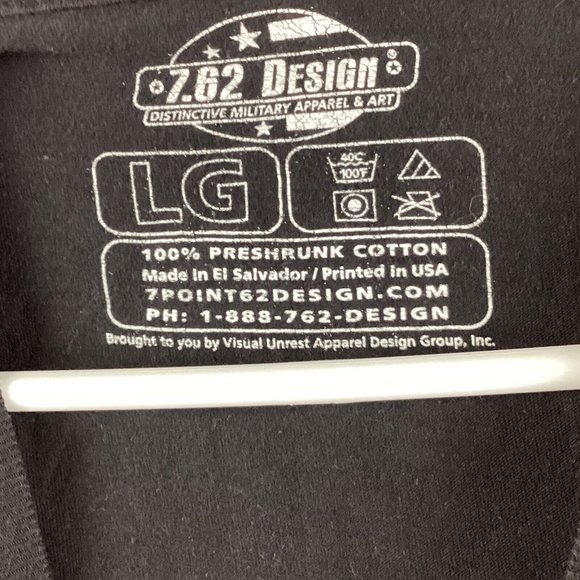 7.62 DESIGN
DISTINCTIVE MILITARY APPAREL & ART
LG
40C
100°F
100% PRESHRUNK COTTON
Made In El Salvador / Printed in USA
7POINT62DESIGN.COM
PH: 1-888-762-DESIGN
Brought to you by Visual Unrest Apparel Design Group, Inc.